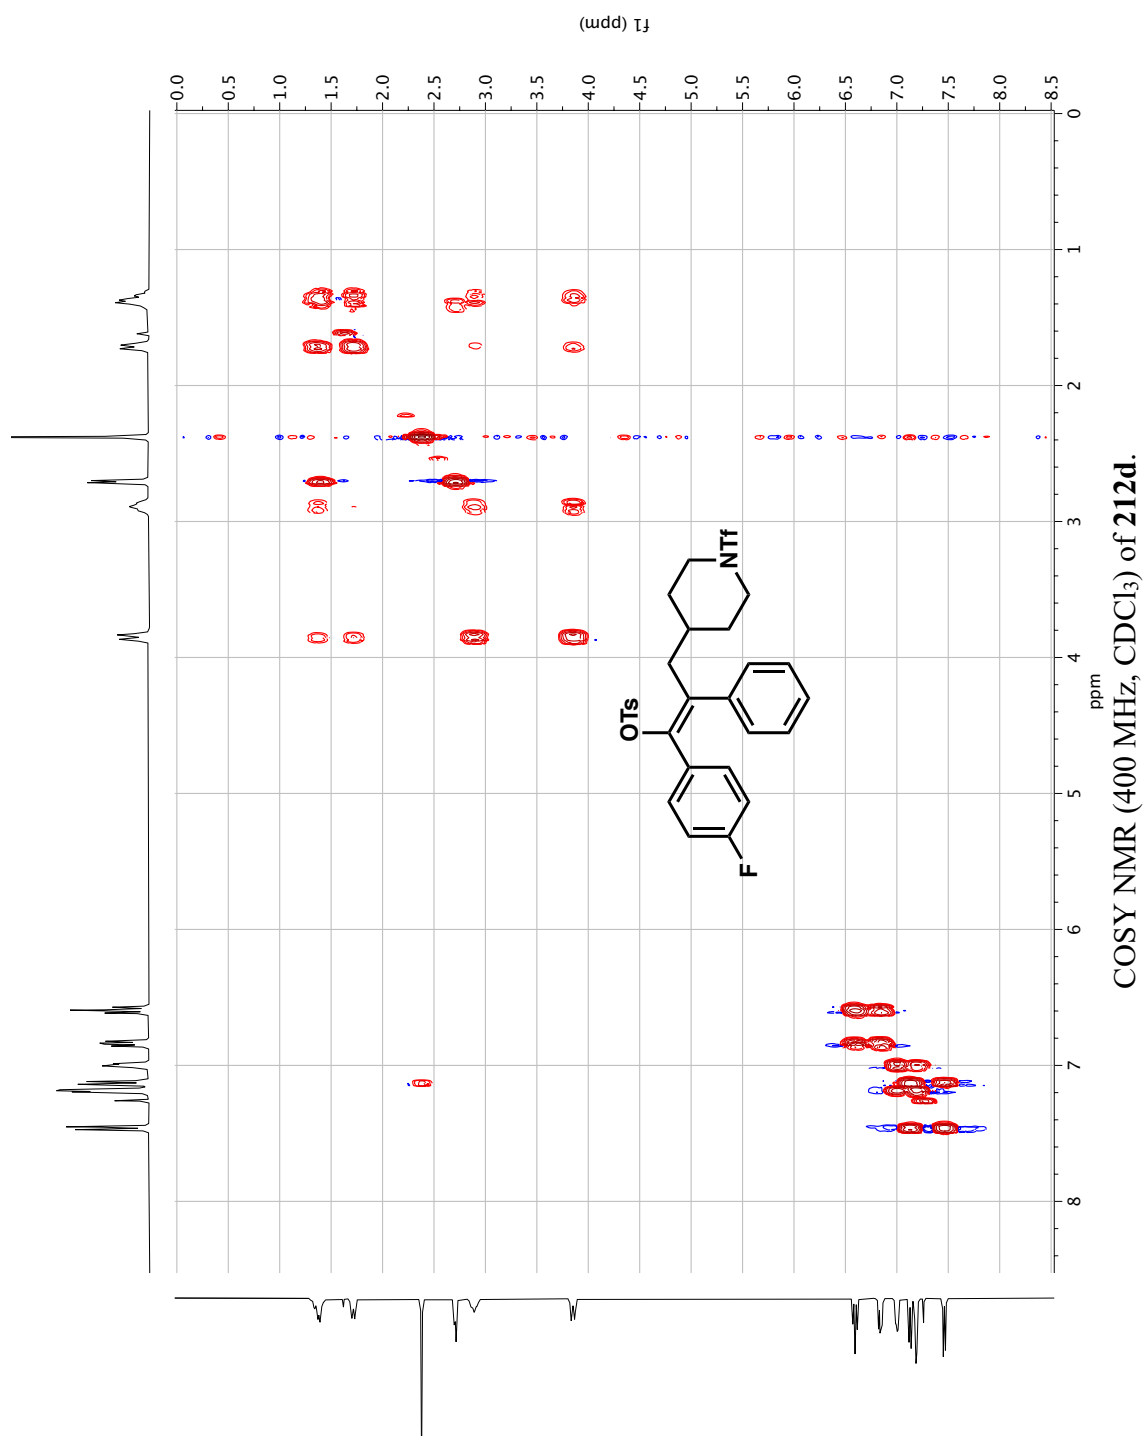 f1 (ppm)
0.0 0.5 1.0 1.5 2.0 2.5 3.0 3.5 4.0 4.5 5.0 5.5 6.0 6.5 7.0 7.5 8.0 8.5
0 1 2 3 4 5 6 7 8
ppm
OTs
NTf
F
COSY NMR (400 MHz, CDCl₃) of 212d.